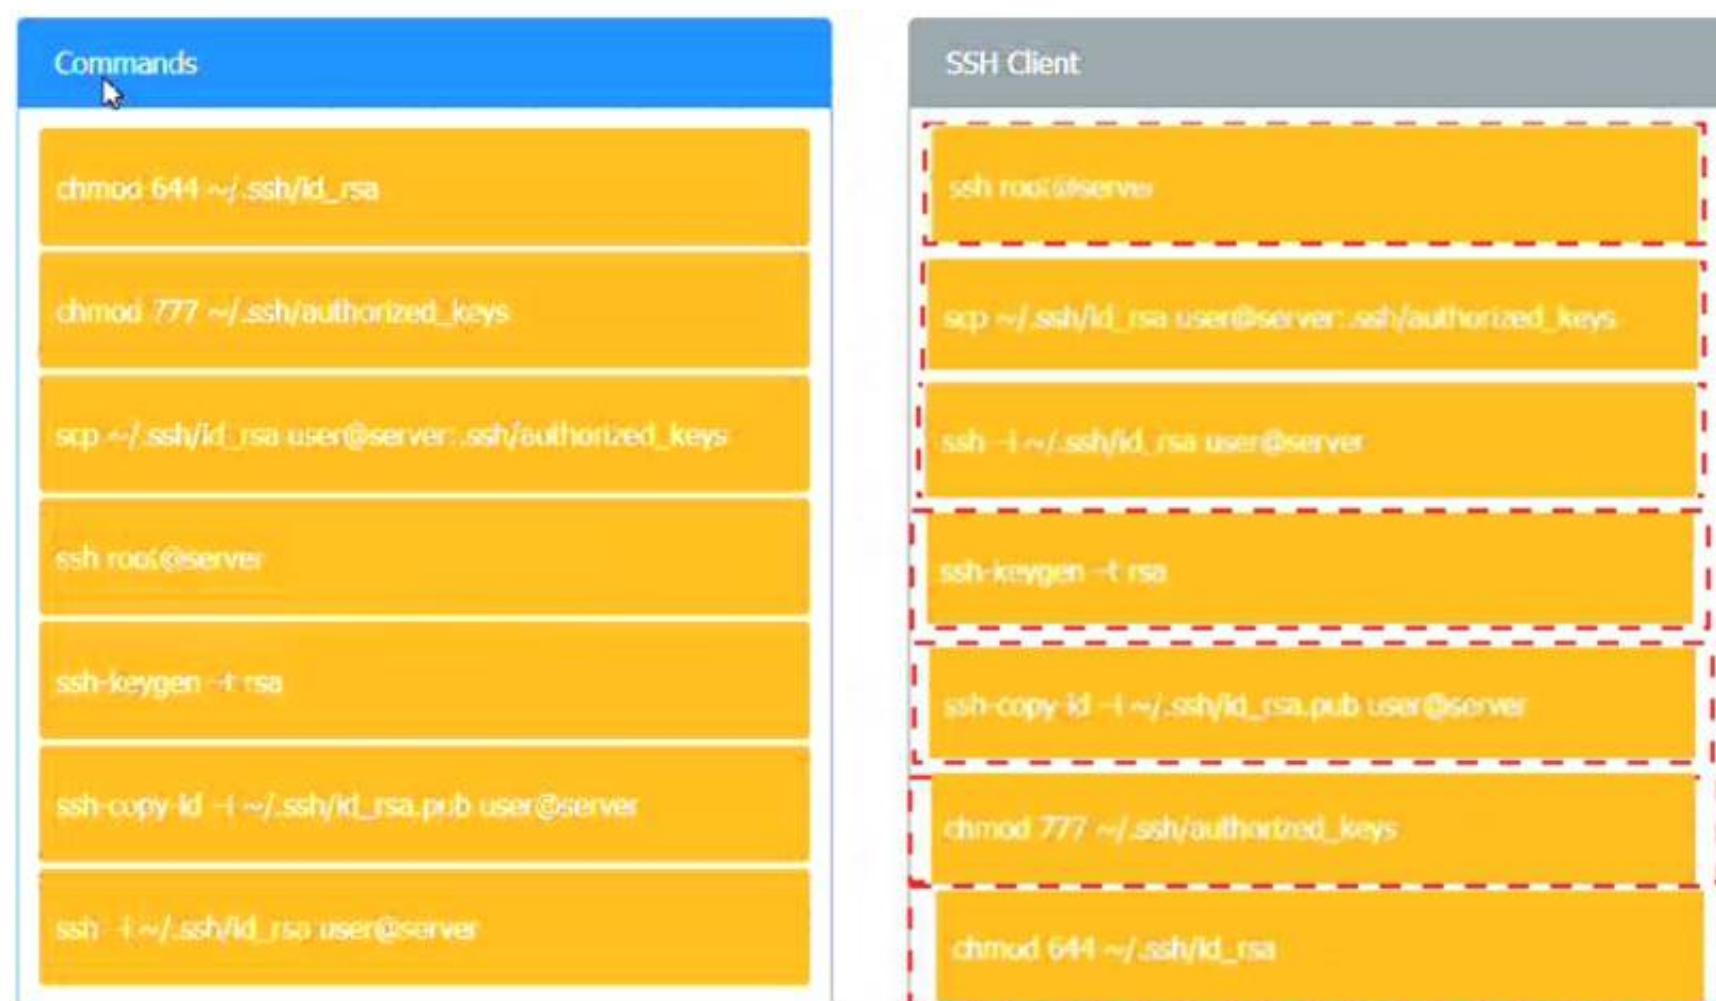 Commands
chmod 644 ~/.ssh/id_rsa
chmod 777 ~/.ssh/authorized_keys
scp ~/.ssh/id_rsa user@server:.ssh/authorized_keys
ssh root@server
ssh-keygen -t rsa
ssh-copy-id -i ~/.ssh/id_rsa.pub user@server
ssh -i ~/.ssh/id_rsa user@server
SSH Client
ssh root@server
scp ~/.ssh/id_rsa user@server:.ssh/authorized_keys
ssh -i ~/.ssh/id_rsa user@server
ssh-keygen -t rsa
ssh-copy-id -i ~/.ssh/id_rsa.pub user@server
chmod 777 ~/.ssh/authorized_keys
chmod 644 ~/.ssh/id_rsa